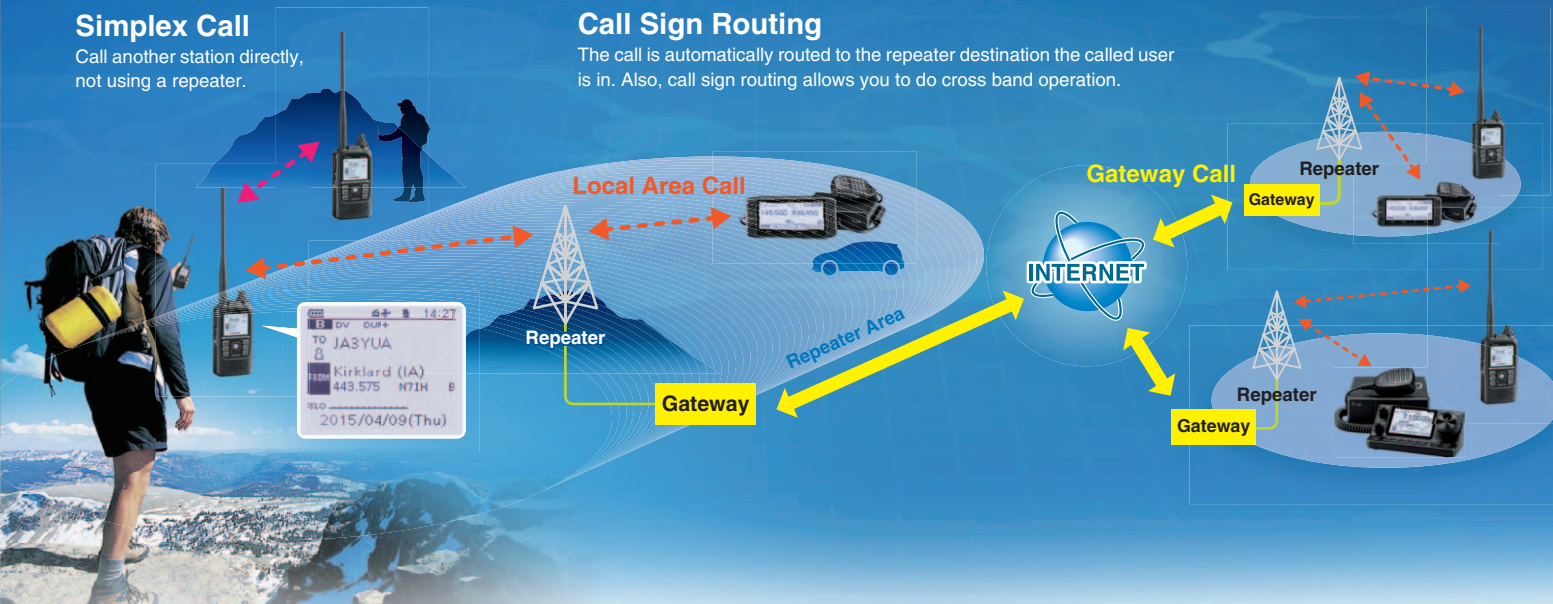 Simplex Call
Call another station directly,
not using a repeater.
Call Sign Routing
The call is automatically routed to the repeater destination the called user
is in. Also, call sign routing allows you to do cross band operation.
Local Area Call
Gateway Call
Repeater
Gateway
INTERNET
Repeater
Repeater Area
Gateway
Repeater
Gateway
14:27
B DV DUP+
TO JA3YUA
8
FROM Kirklard (IA)
443.575 N7IH B
2015/04/09(Thu)